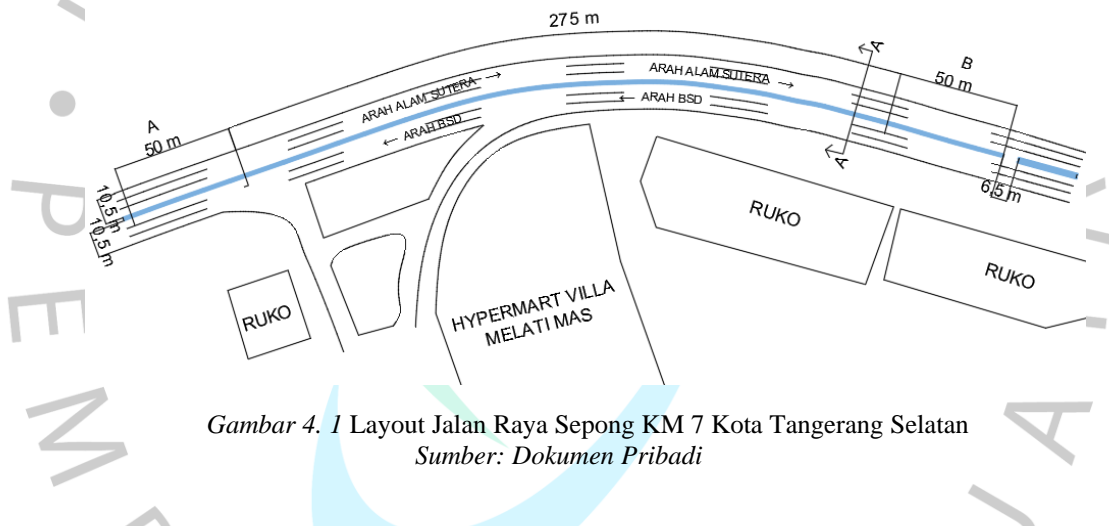 275 m
A
50 m
10,5 m
10,5 m
ARAH ALAM SUTERA →
← ARAH BSD
ARAH ALAM SUTERA →
← ARAH BSD
A
A
B
50 m
6,5 m
RUKO
HYPERMART VILLA
MELATI MAS
RUKO
RUKO
Gambar 4. 1 Layout Jalan Raya Sepong KM 7 Kota Tangerang Selatan
Sumber: Dokumen Pribadi